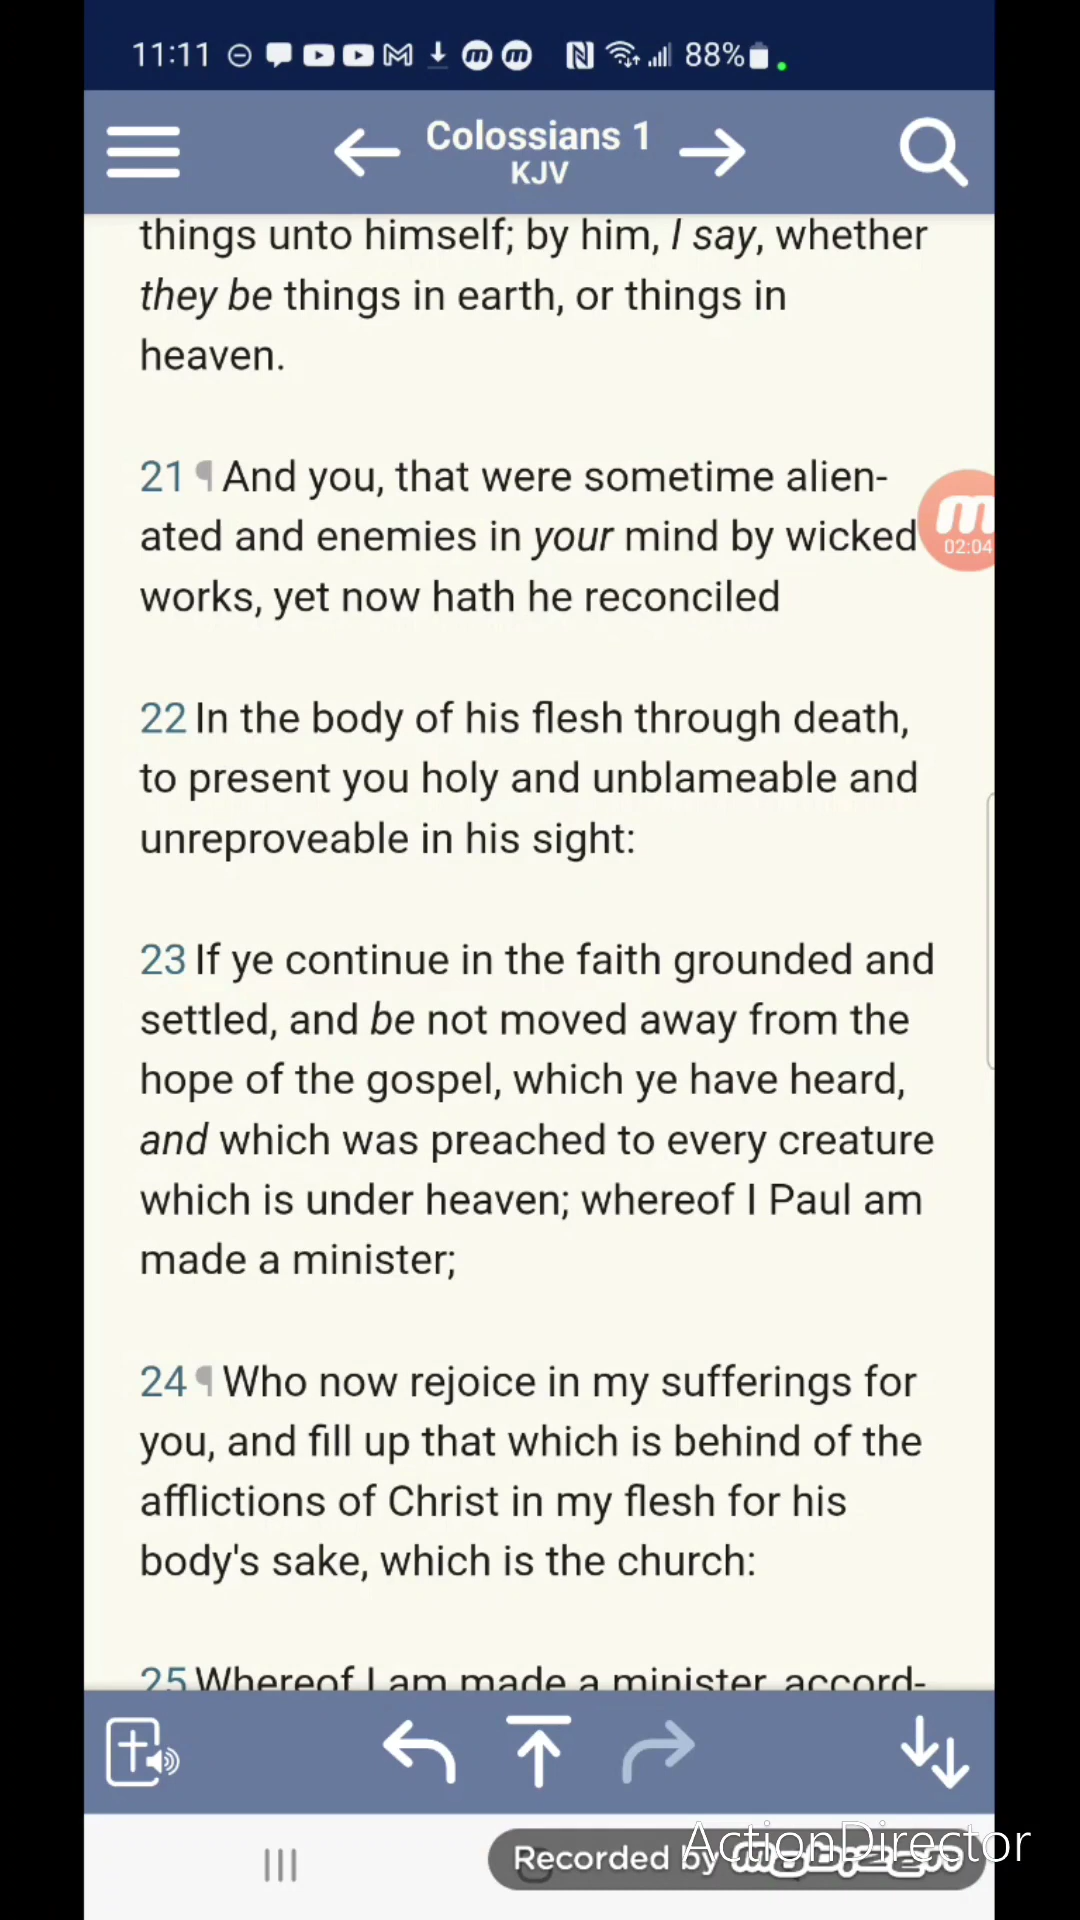 11:11 88%
Colossians 1
KJV
things unto himself; by him, I say, whether
they be things in earth, or things in
heaven.
21 ¶ And you, that were sometime alien-
ated and enemies in your mind by wicked
works, yet now hath he reconciled
02:04
22 In the body of his flesh through death,
to present you holy and unblameable and
unreproveable in his sight:
23 If ye continue in the faith grounded and
settled, and be not moved away from the
hope of the gospel, which ye have heard,
and which was preached to every creature
which is under heaven; whereof I Paul am
made a minister;
24 ¶ Who now rejoice in my sufferings for
you, and fill up that which is behind of the
afflictions of Christ in my flesh for his
body's sake, which is the church:
25 Whereof I am made a minister, accord-
ActionDirector
Recorded by